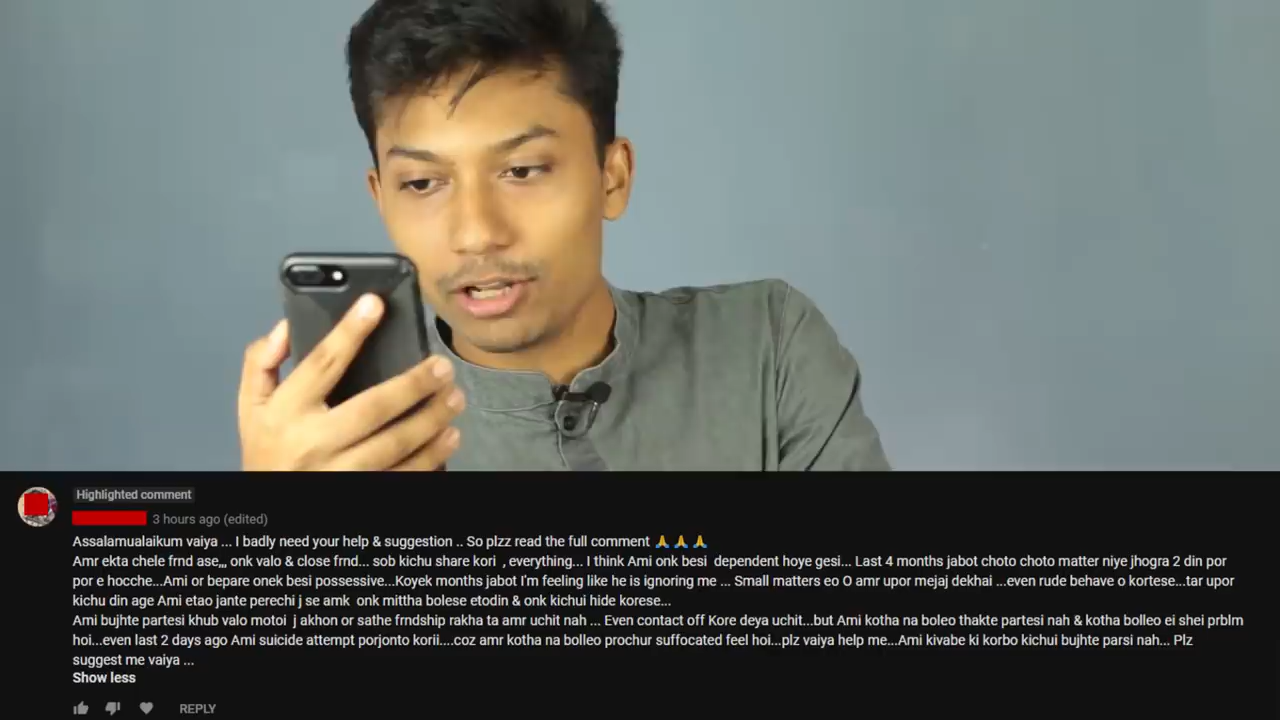 Highlighted comment
3 hours ago (edited)
Assalamualaikum vaiya ... I badly need your help & suggestion .. So plzz read the full comment 🙏 🙏 🙏
Amr ekta chele frnd ase,,, onk valo & close frnd... sob kichu share kori , everything... I think Ami onk besi dependent hoye gesi... Last 4 months jabot choto choto matter niye jhogra 2 din por
por e hocche...Ami or bepare onek besi possessive...Koyek months jabot I'm feeling like he is ignoring me ... Small matters eo O amr upor mejaj dekhai ...even rude behave o kortese...tar upor
kichu din age Ami etao jante perechi j se amk onk mittha bolese etodin & onk kichui hide korese...
Ami bujhte partesi khub valo motoi j akhon or sathe frndship rakha ta amr uchit nah ... Even contact off Kore deya uchit...but Ami kotha na boleo thakte partesi nah & kotha bolleo ei shei prblm
hoi...even last 2 days ago Ami suicide attempt porjonto korii....coz amr kotha na bolleo prochur suffocated feel hoi...plz vaiya help me...Ami kivabe ki korbo kichui bujhte parsi nah... Plz
suggest me vaiya ...
Show less
REPLY